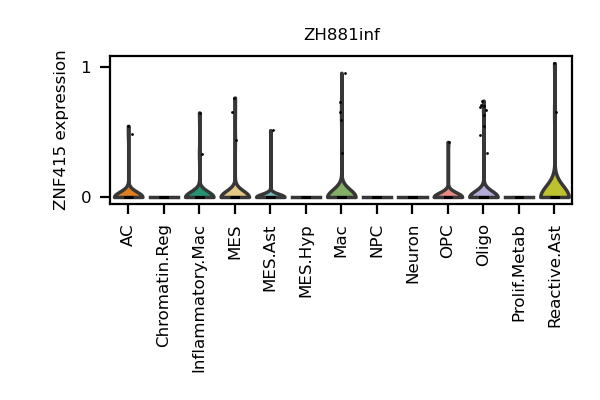 ZH881inf
ZNF415 expression
1
0
AC
Chromatin.Reg
Inflammatory.Mac
MES
MES.Ast
MES.Hyp
Mac
NPC
Neuron
OPC
Oligo
Prolif.Metab
Reactive.Ast